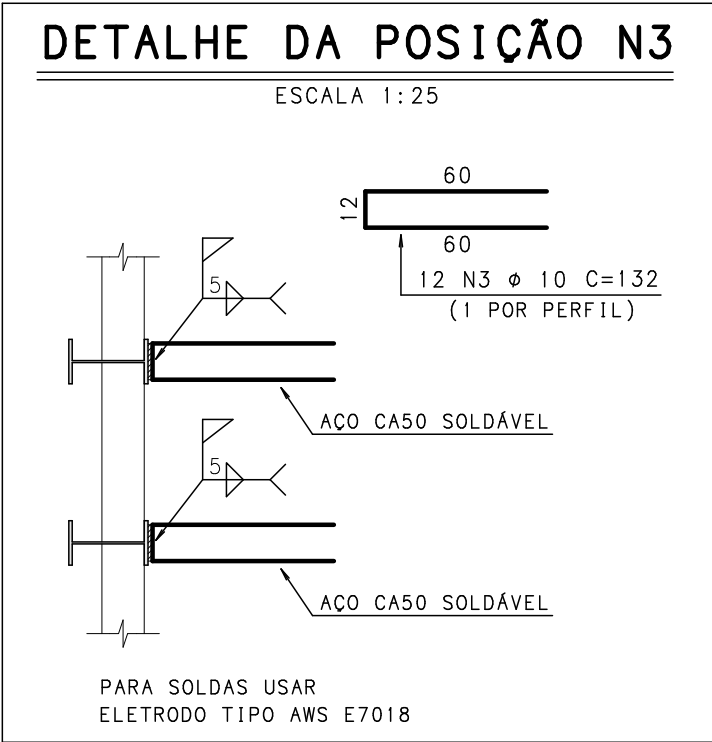 DETALHE DA POSIÇÃO N3
ESCALA 1:25
60
12
60
12 N3 ϕ 10 C=132
(1 POR PERFIL)
5
AÇO CA50 SOLDÁVEL
5
AÇO CA50 SOLDÁVEL
PARA SOLDAS USAR
ELETRODO TIPO AWS E7018